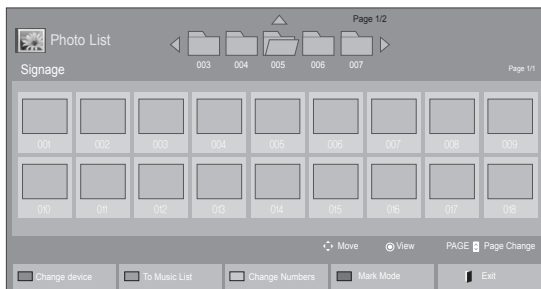 Page 1/2
Photo List
003 004 005 006 007
Signage
Page 1/1
001 002 003 004 005 006 007 008 009
010 011 012 013 014 015 016 017 018
Move View PAGE Page Change
Change device To Music List Change Numbers Mark Mode Exit